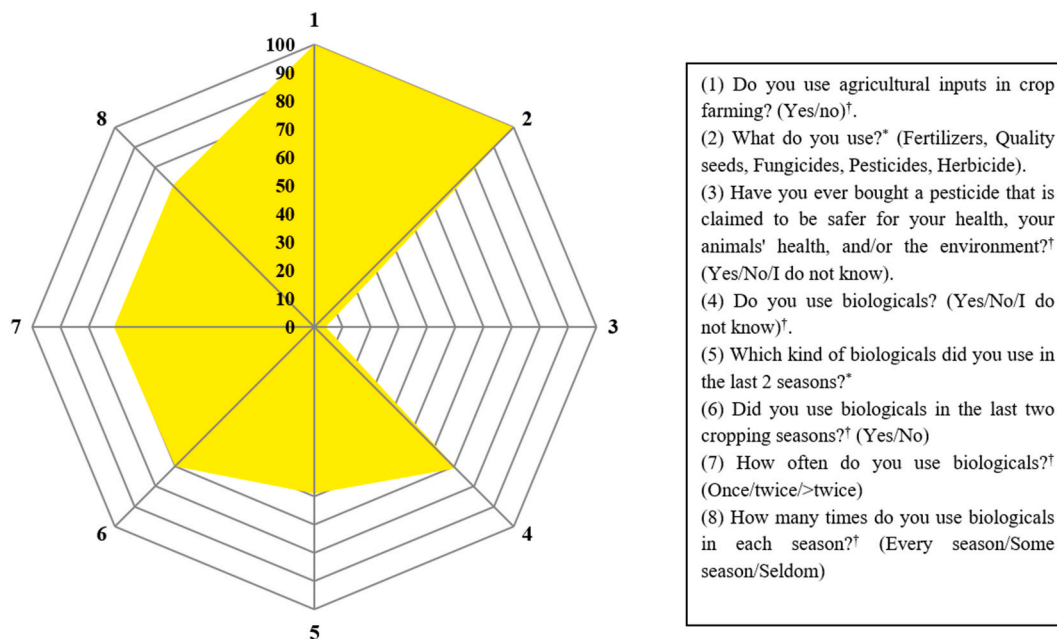 1
100
90
80
70
60
50
40
30
20
10
0
2
3
4
5
6
7
8
(1) Do you use agricultural inputs in crop
farming? (Yes/no)†.
(2) What do you use?* (Fertilizers, Quality
seeds, Fungicides, Pesticides, Herbicide).
(3) Have you ever bought a pesticide that is
claimed to be safer for your health, your
animals' health, and/or the environment?†
(Yes/No/I do not know).
(4) Do you use biologicals? (Yes/No/I do
not know)†.
(5) Which kind of biologicals did you use in
the last 2 seasons?*
(6) Did you use biologicals in the last two
cropping seasons?† (Yes/No)
(7) How often do you use biologicals?†
(Once/twice/>twice)
(8) How many times do you use biologicals
in each season?† (Every season/Some
season/Seldom)